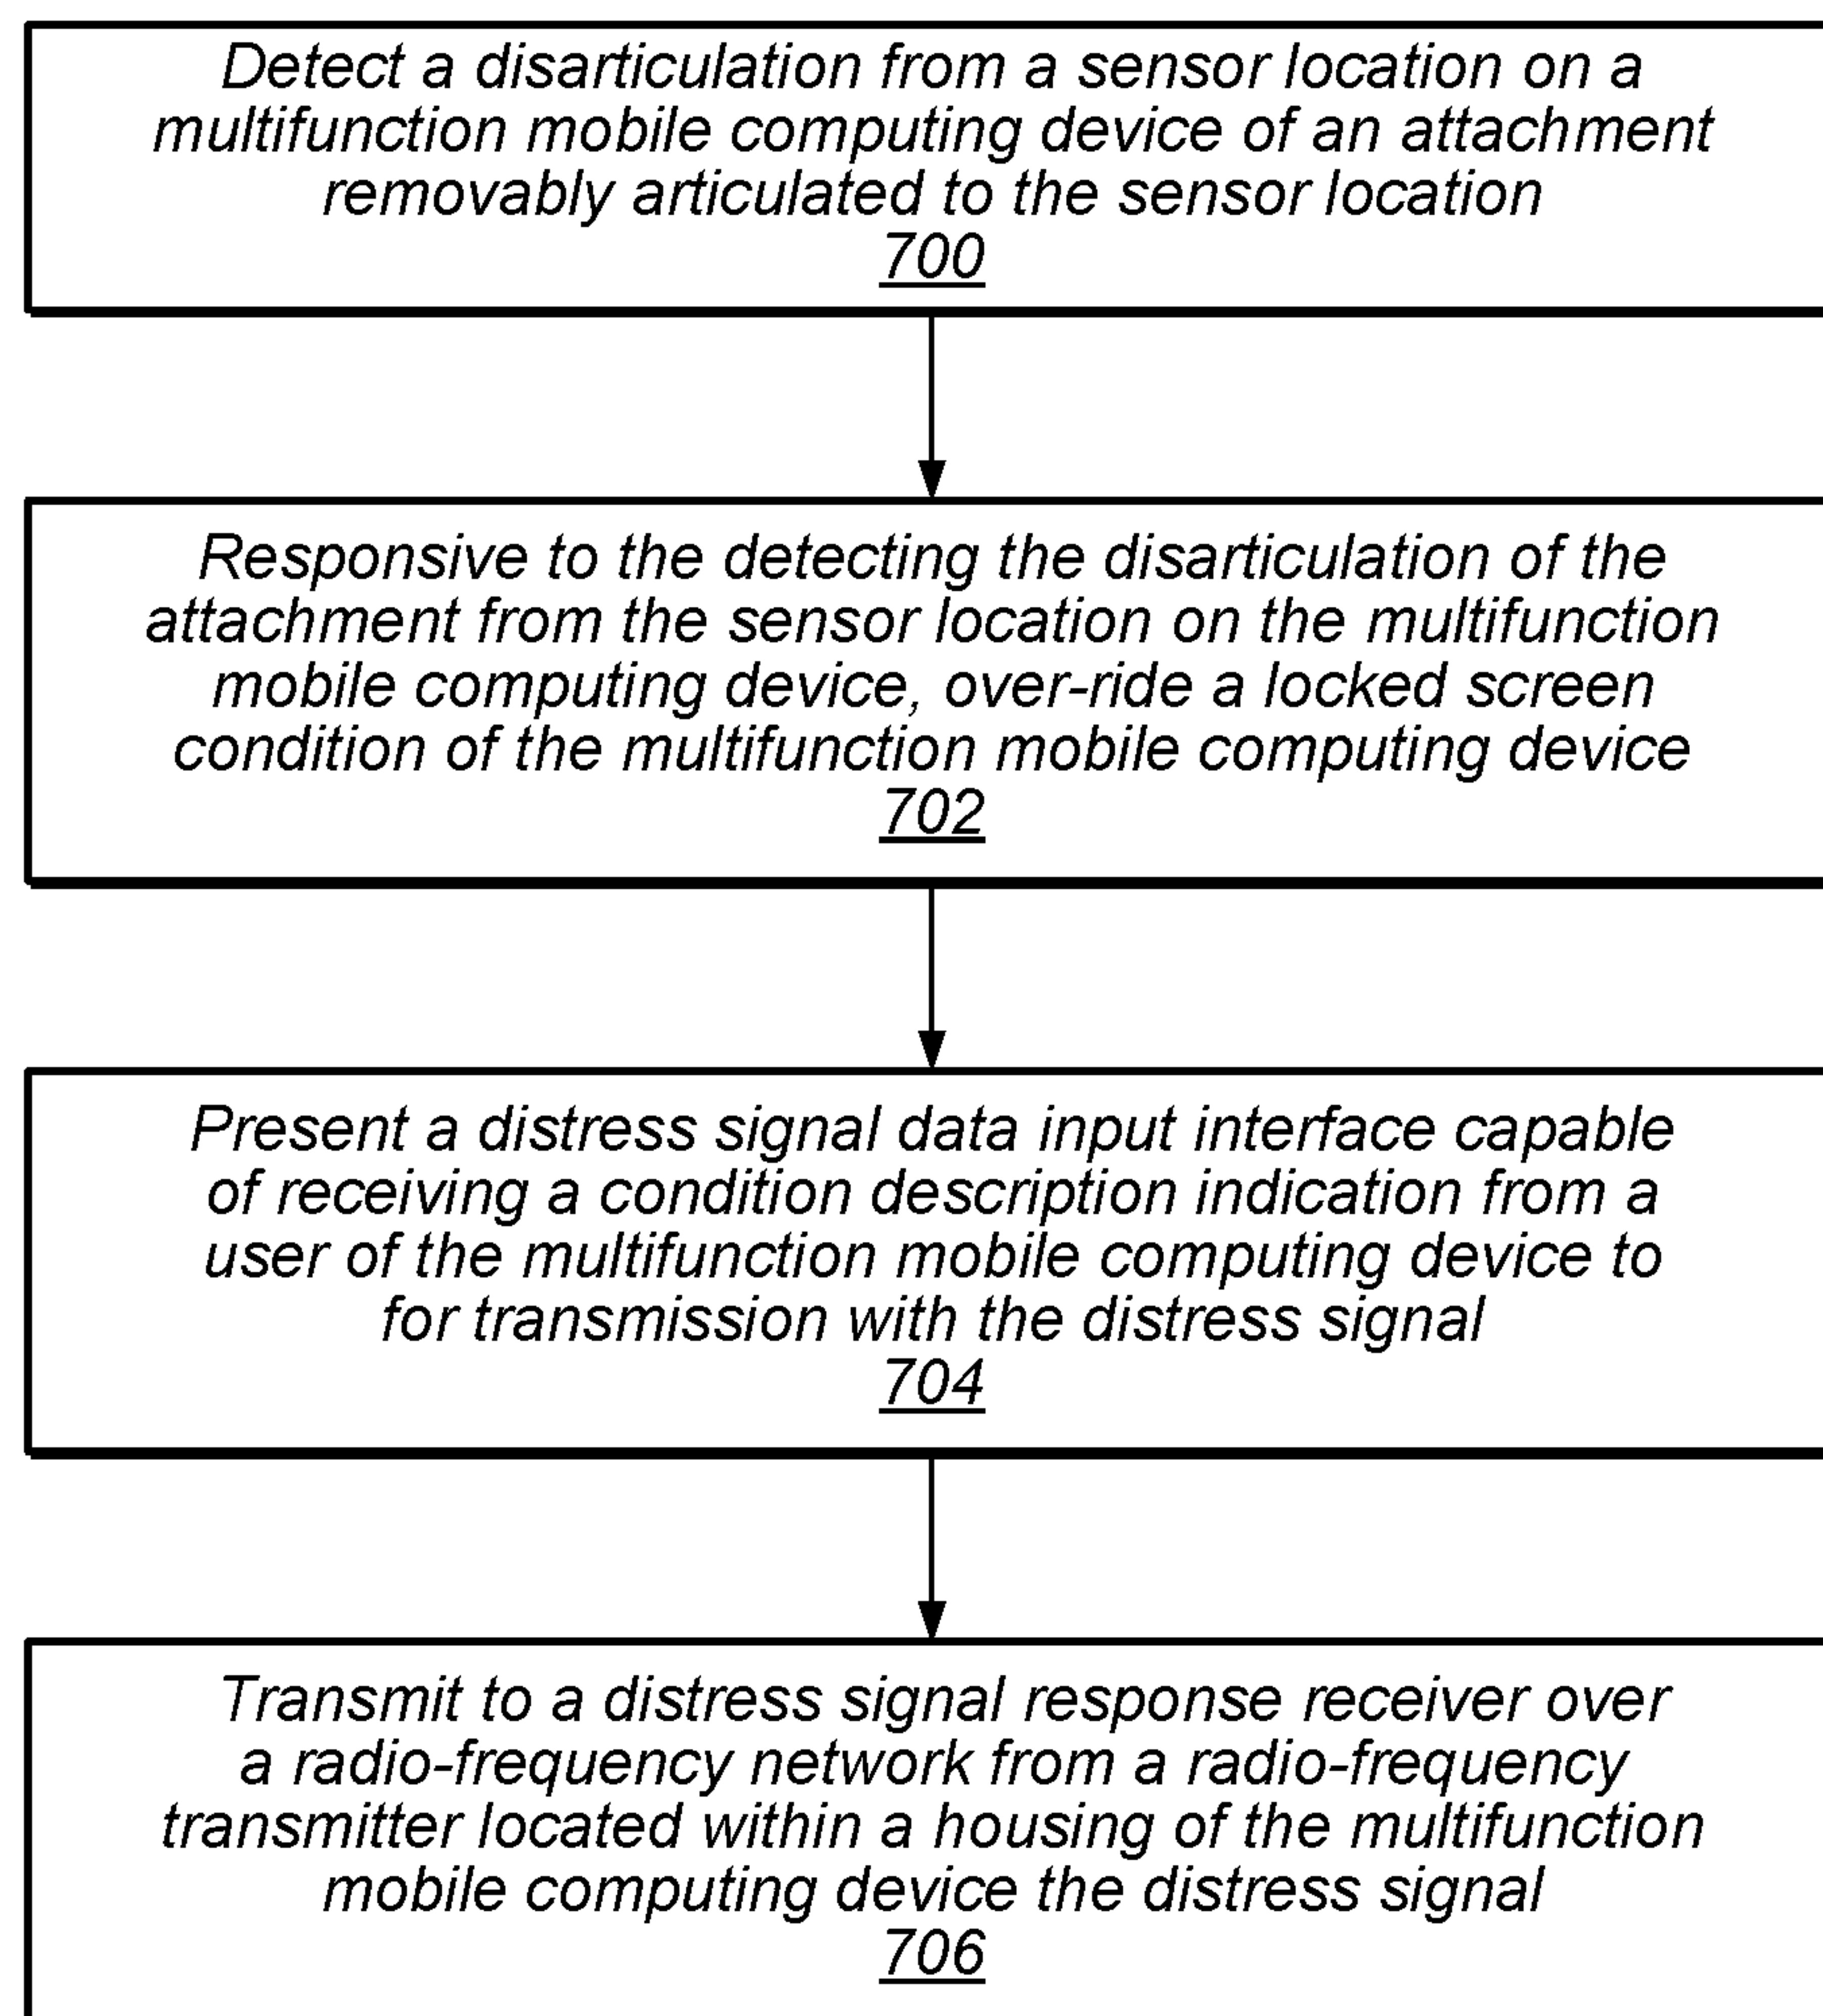 Detect a disarticulation from a sensor location on a
multifunction mobile computing device of an attachment
removably articulated to the sensor location
700
Responsive to the detecting the disarticulation of the
attachment from the sensor location on the multifunction
mobile computing device, over-ride a locked screen
condition of the multifunction mobile computing device
702
Present a distress signal data input interface capable
of receiving a condition description indication from a
user of the multifunction mobile computing device to
for transmission with the distress signal
704
Transmit to a distress signal response receiver over
a radio-frequency network from a radio-frequency
transmitter located within a housing of the multifunction
mobile computing device the distress signal
706